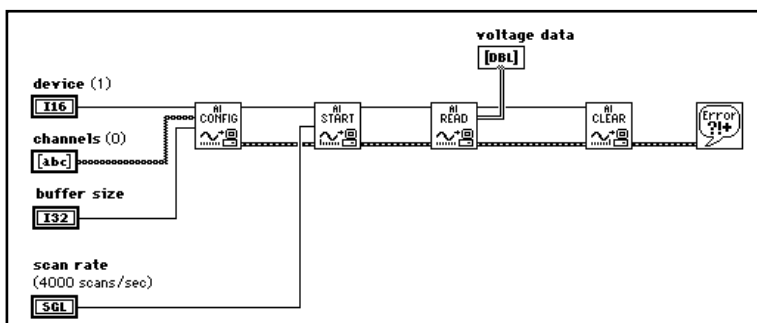 voltage data
[DBL]
device (1)
I16
AI
CONFIG
AI
START
AI
READ
AI
CLEAR
Error
?!+
channels (0)
[abc]
buffer size
I32
scan rate
(4000 scans/sec)
SGL